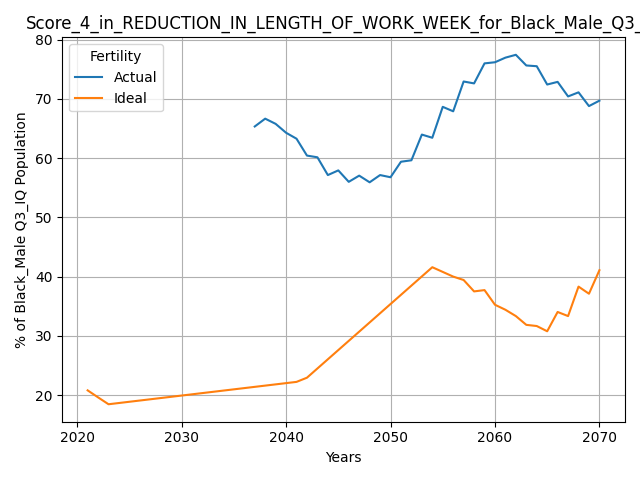 Score_4_in_REDUCTION_IN_LENGTH_OF_WORK_WEEK_for_Black_Male_Q3_
Fertility
Actual
Ideal
80
70
60
50
40
30
20
% of Black_Male Q3_IQ Population
2020 2030 2040 2050 2060 2070
Years